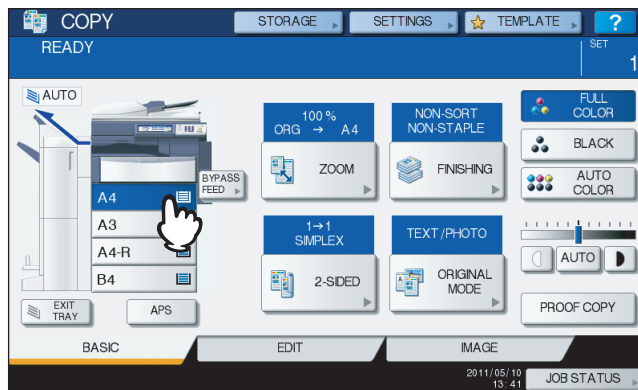 COPY
STORAGE
SETTINGS
TEMPLATE
?
READY
SET
1
AUTO
100 %
ORG → A4
ZOOM
NON-SORT
NON-STAPLE
FINISHING
FULL
COLOR
BLACK
AUTO
COLOR
BYPASS
FEED
A4
A3
A4-R
B4
1→1
SIMPLEX
2-SIDED
TEXT/PHOTO
ORIGINAL
MODE
AUTO
EXIT
TRAY
APS
PROOF COPY
BASIC
EDIT
IMAGE
2011/05/10
13:41
JOB STATUS